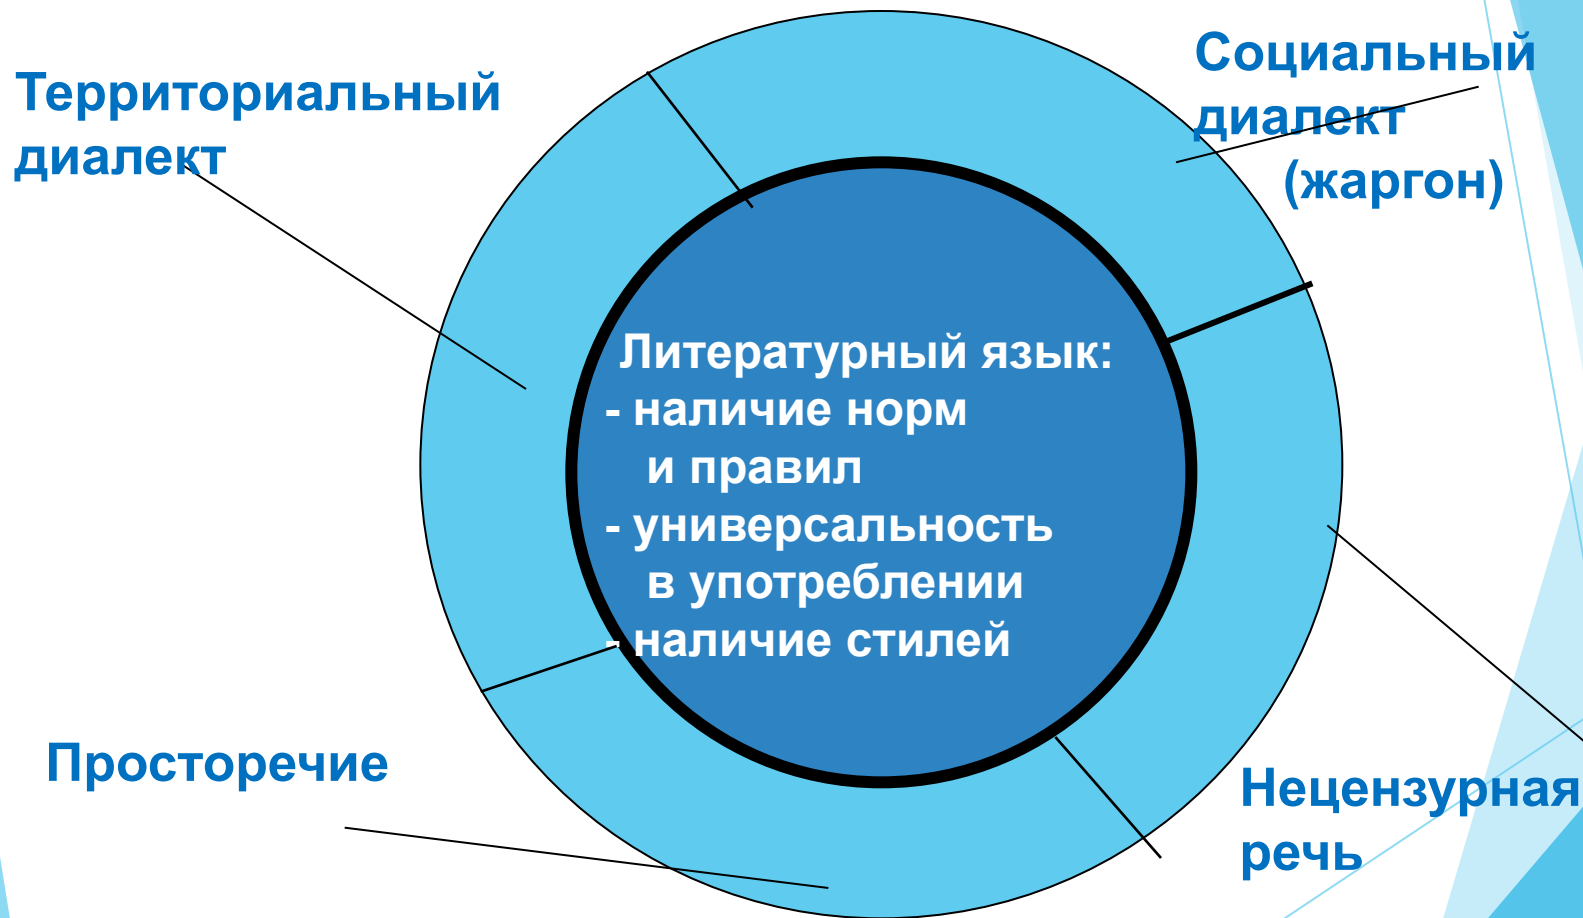 Территориальный
диалект
Социальный
диалект
(жаргон)
Литературный язык:
- наличие норм
и правил
- универсальность
в употреблении
- наличие стилей
Просторечие
Нецензурная
речь